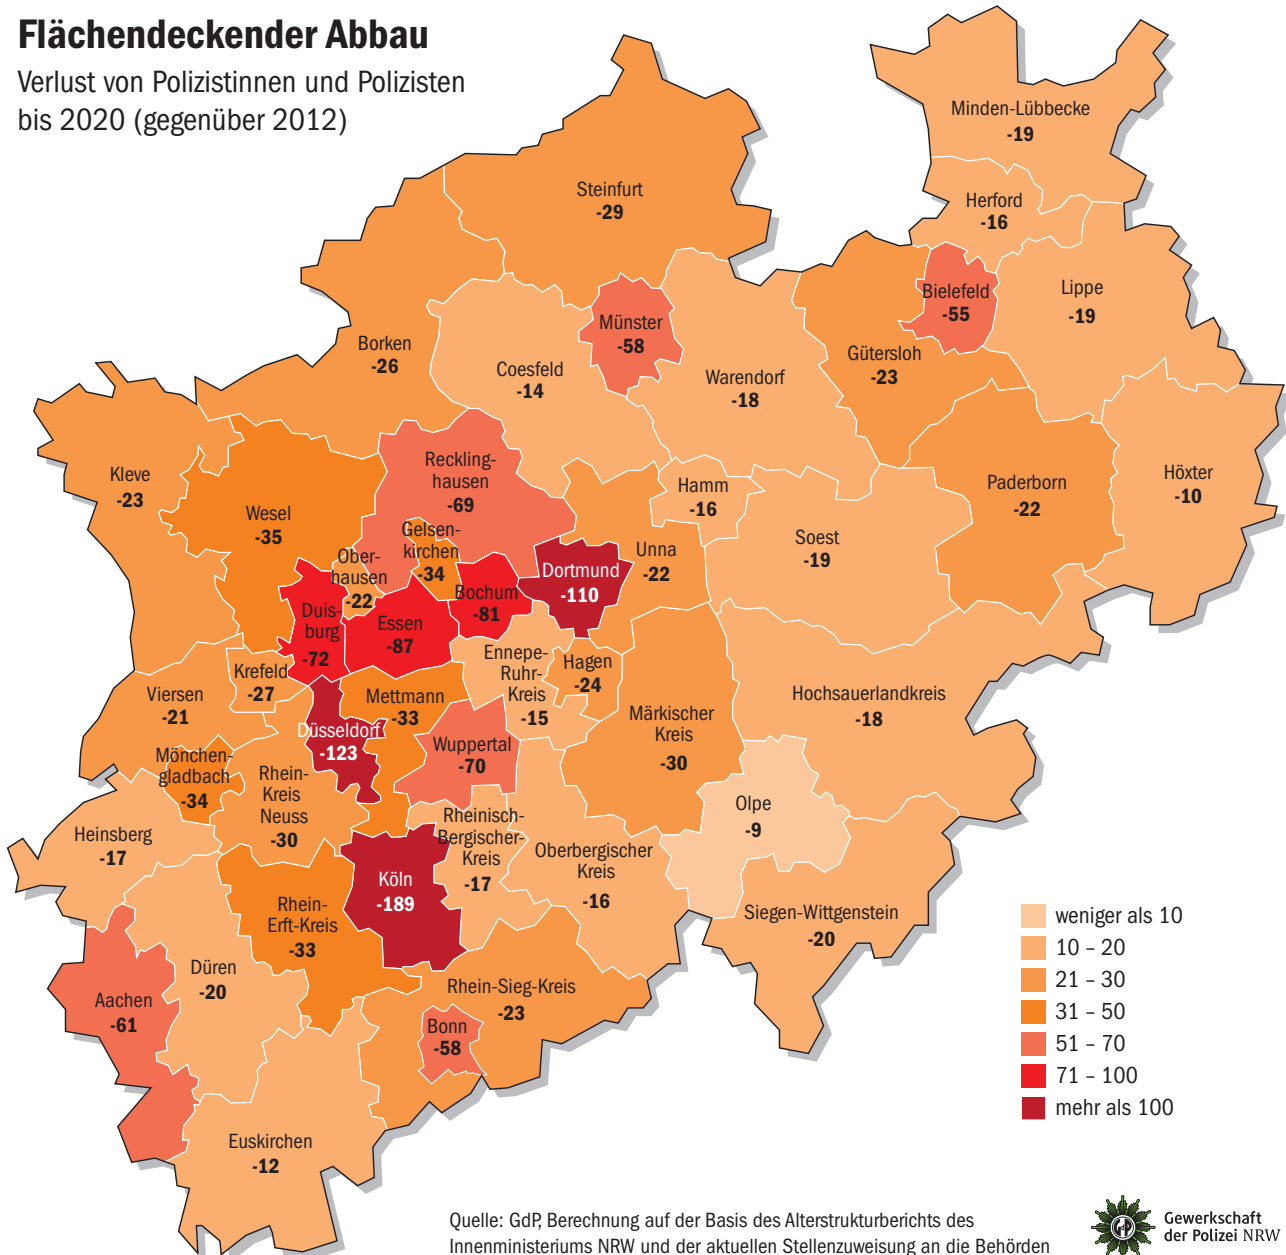 Flächendeckender Abbau
Verlust von Polizistinnen und Polizisten
bis 2020 (gegenüber 2012)
Minden-Lübbecke
-19
Steinfurt
-29
Herford
-16
Bielefeld
-55
Lippe
-19
Münster
-58
Borken
-26
Gütersloh
-23
Coesfeld
-14
Warendorf
-18
Kleve
-23
Reckling-
hausen
-69
Hamm
-16
Paderborn
-22
Höxter
-10
Wesel
-35
Gelsen-
kirchen
-34
Soest
-19
Ober-
hausen
-22
Unna
-22
Dortmund
-110
Bochum
-81
Duis-
burg
-72
Essen
-87
Ennepe-
Ruhr-
Kreis
-15
Hagen
-24
Krefeld
-27
Viersen
-21
Mettmann
-33
Hochsauerlandkreis
-18
Märkischer
Kreis
-30
Düsseldorf
-123
Wuppertal
-70
Mönchen-
gladbach
-34
Rhein-
Kreis
Neuss
-30
Olpe
-9
Heinsberg
-17
Rheinisch-
Bergischer-
Kreis
-17
Oberbergischer
Kreis
-16
Köln
-189
Rhein-
Erft-Kreis
-33
Siegen-Wittgenstein
-20
Düren
-20
Aachen
-61
Rhein-Sieg-Kreis
-23
Bonn
-58
Euskirchen
-12
weniger als 10
10 – 20
21 – 30
31 – 50
51 – 70
71 – 100
mehr als 100
Quelle: GdP, Berechnung auf der Basis des Alterstrukturberichts des
Innenministeriums NRW und der aktuellen Stellenzuweisung an die Behörden
GdP
Gewerkschaft
der Polizei NRW